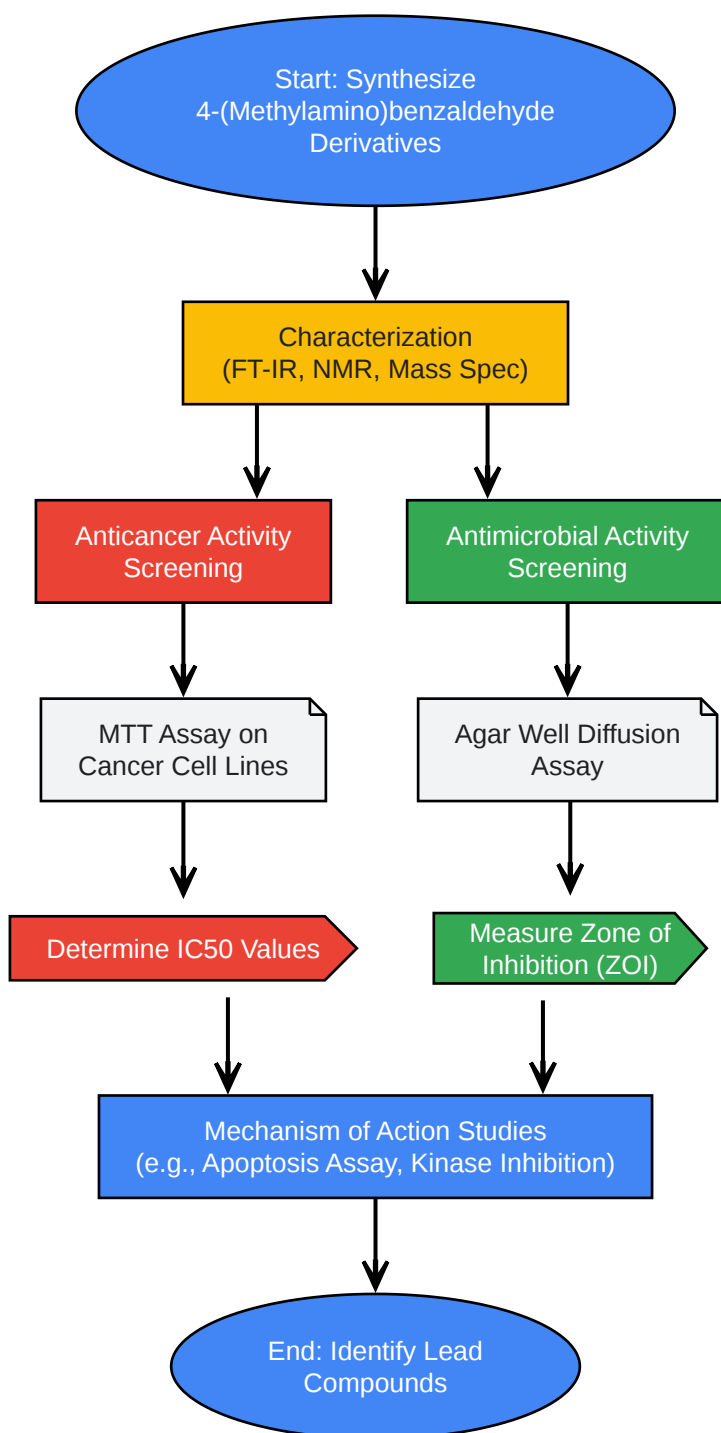 Start: Synthesize
4-(Methylamino)benzaldehyde
Derivatives
Characterization
(FT-IR, NMR, Mass Spec)
Anticancer Activity
Screening
Antimicrobial Activity
Screening
MTT Assay on
Cancer Cell Lines
Agar Well Diffusion
Assay
Determine IC50 Values
Measure Zone of
Inhibition (ZOI)
Mechanism of Action Studies
(e.g., Apoptosis Assay, Kinase Inhibition)
End: Identify Lead
Compounds